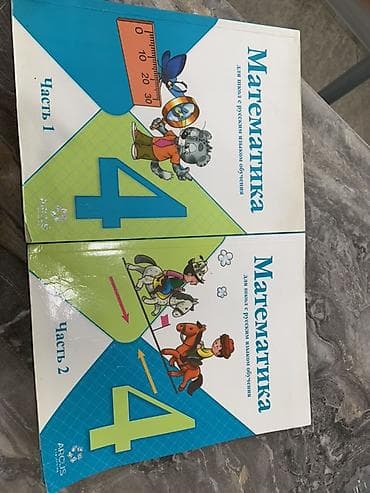 Математика
для школ с русским языком обучения
0 10 20 30
4
Часть 1
ARCUS
Математика
для школ с русским языком обучения
4
Часть 2
ARCUS